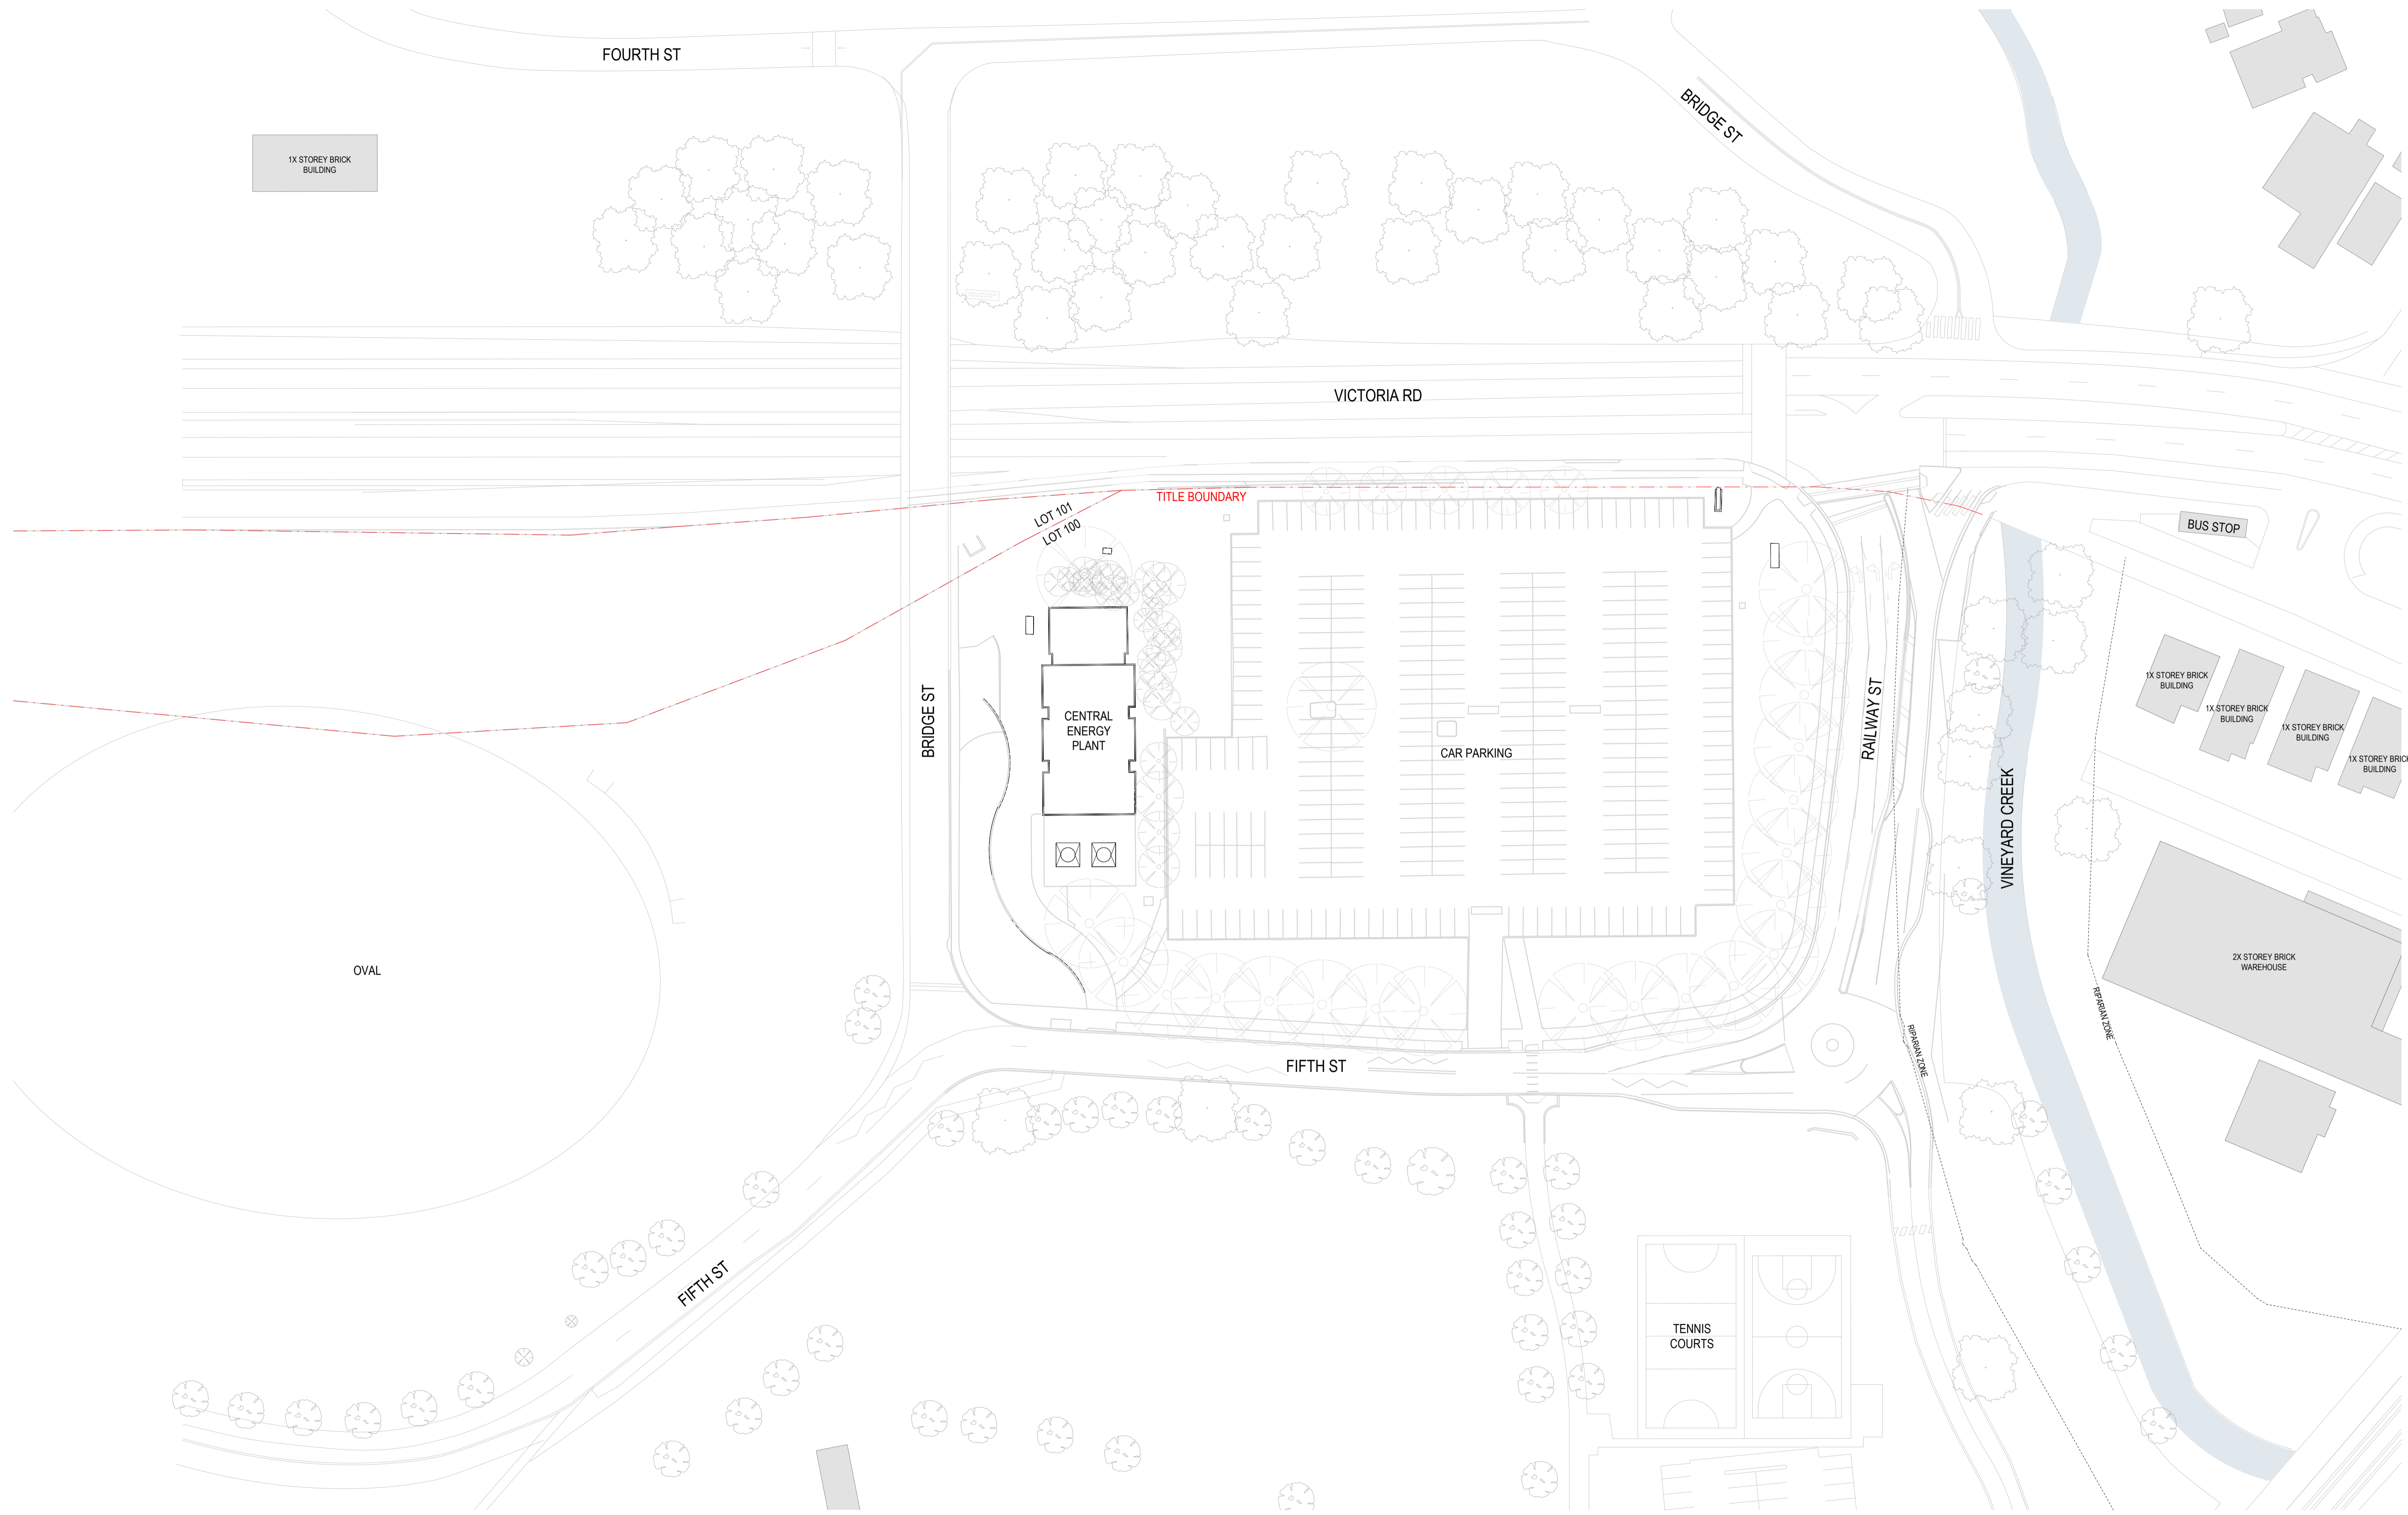 FOURTH ST
BRIDGE ST
1X STOREY BRICK
BUILDING
VICTORIA RD
TITLE BOUNDARY
LOT 101
LOT 100
BUS STOP
BRIDGE ST
CENTRAL
ENERGY
PLANT
CAR PARKING
RAILWAY ST
VINEYARD CREEK
1X STOREY BRICK
BUILDING
1X STOREY BRICK
BUILDING
1X STOREY BRICK
BUILDING
1X STOREY BRICK
BUILDING
OVAL
2X STOREY BRICK
WAREHOUSE
RIPARIAN ZONE
RIPARIAN ZONE
FIFTH ST
FIFTH ST
TENNIS
COURTS